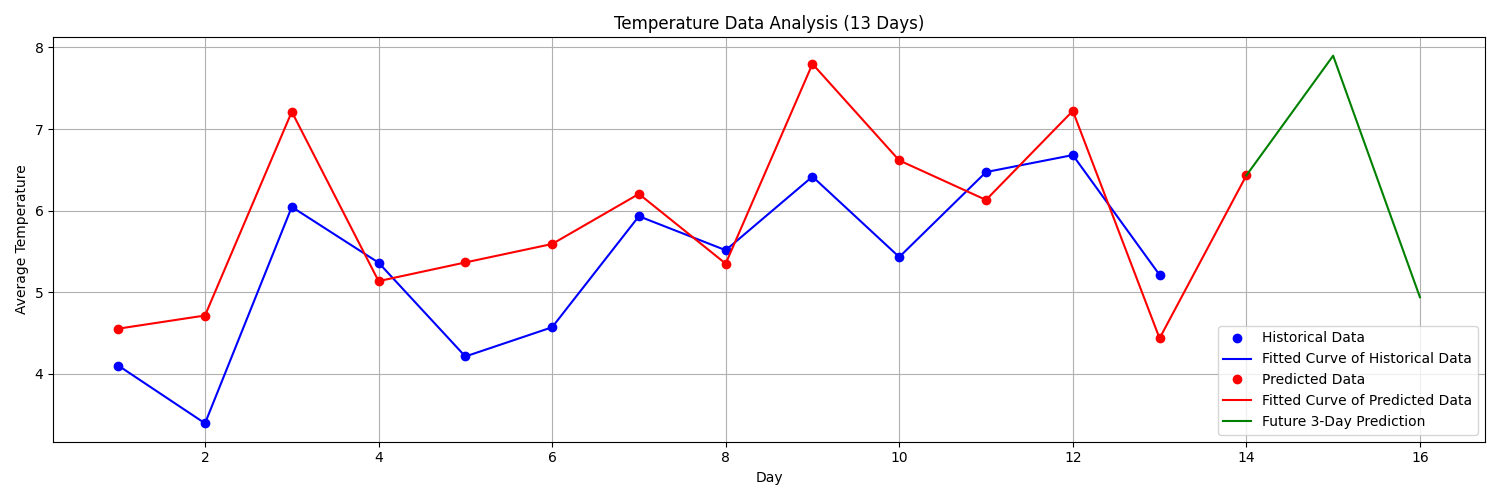 Temperature Data Analysis (13 Days)
Average Temperature
8
7
6
5
4
2
4
6
8
10
12
14
16
Day
Historical Data
Fitted Curve of Historical Data
Predicted Data
Fitted Curve of Predicted Data
Future 3-Day Prediction